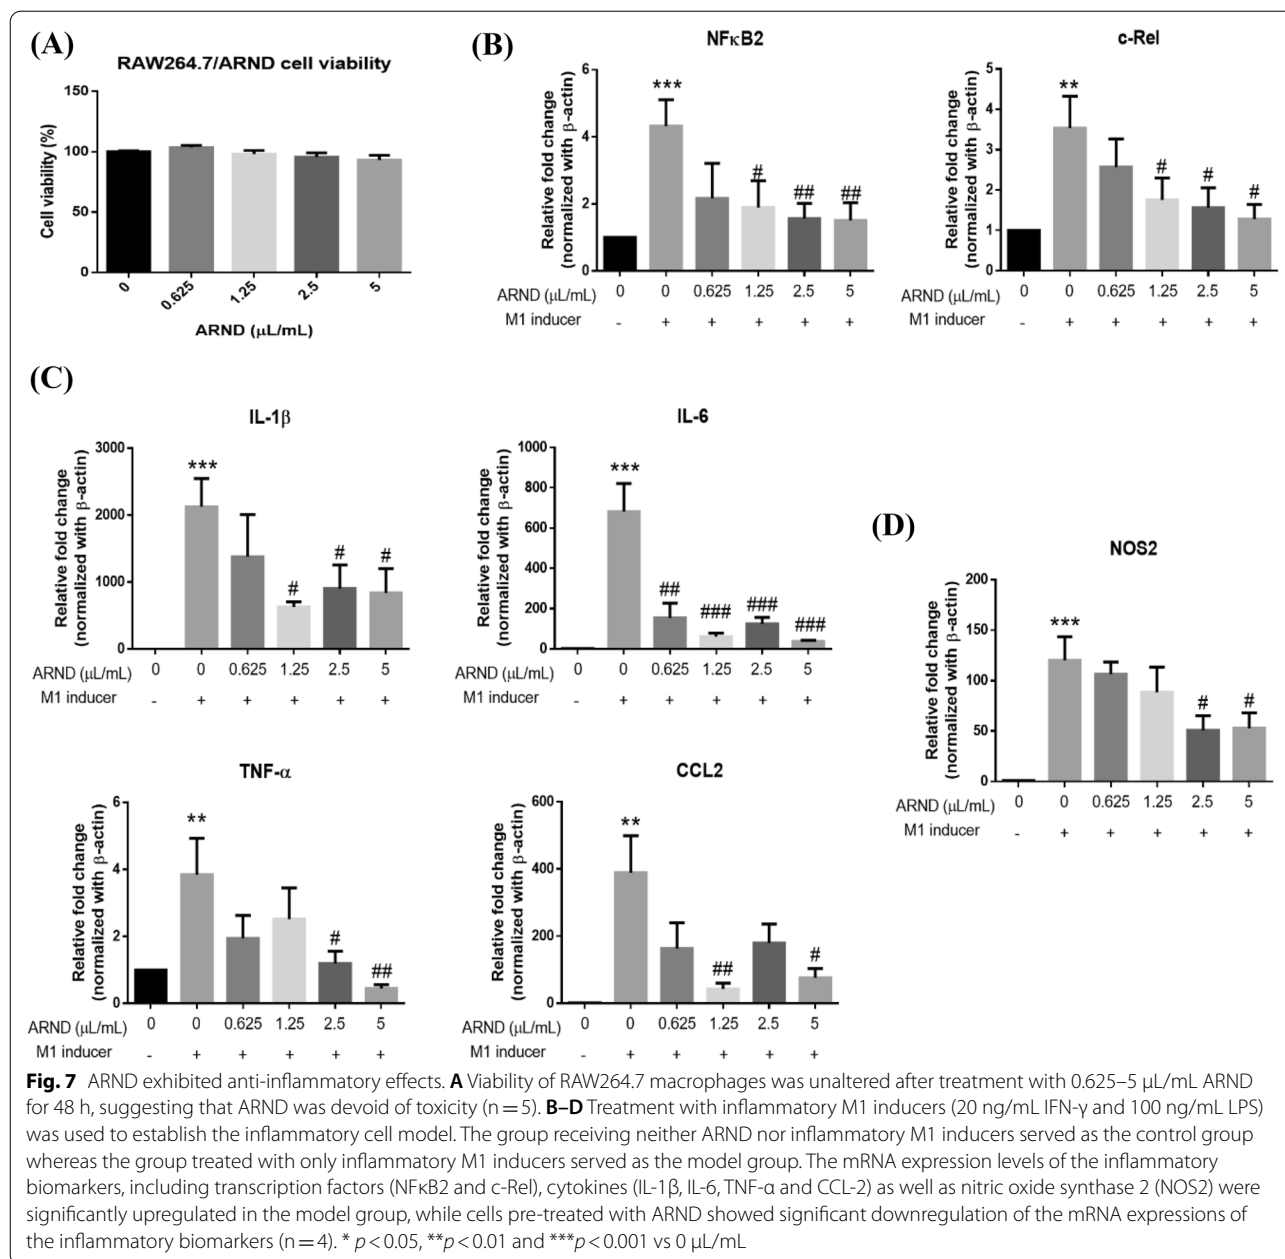 (A)
RAW264.7/ARND cell viability
Cell viability (%)
150
100
50
0
0 0.625 1.25 2.5 5
ARND (μL/mL)
(B)
NFκB2
Relative fold change
(normalized with β-actin)
6
4
2
0
***
#
##
##
ARND (μL/mL) 0 0 0.625 1.25 2.5 5
M1 inducer - + + + + +
c-Rel
Relative fold change
(normalized with β-actin)
5
4
3
2
1
0
**
#
#
#
0 0 0.625 1.25 2.5 5
- + + + + +
(C)
IL-1β
Relative fold change
(normalized with β-actin)
3000
2000
1000
0
***
#
#
#
ARND (μL/mL) 0 0 0.625 1.25 2.5 5
M1 inducer - + + + + +
IL-6
Relative fold change
(normalized with β-actin)
1000
800
600
400
200
0
***
##
###
###
###
ARND (μL/mL) 0 0 0.625 1.25 2.5 5
M1 inducer - + + + + +
(D)
NOS2
Relative fold change
(normalized with β-actin)
200
150
100
50
0
***
#
#
ARND (μL/mL) 0 0 0.625 1.25 2.5 5
M1 inducer - + + + + +
TNF-α
Relative fold change
(normalized with β-actin)
6
4
2
0
**
#
##
ARND (μL/mL) 0 0 0.625 1.25 2.5 5
M1 inducer - + + + + +
CCL2
Relative fold change
(normalized with β-actin)
600
400
200
0
**
##
#
ARND (μL/mL) 0 0 0.625 1.25 2.5 5
M1 inducer - + + + + +
Fig. 7 ARND exhibited anti-inflammatory effects. A Viability of RAW264.7 macrophages was unaltered after treatment with 0.625–5 μL/mL ARND
for 48 h, suggesting that ARND was devoid of toxicity (n = 5). B–D Treatment with inflammatory M1 inducers (20 ng/mL IFN-γ and 100 ng/mL LPS)
was used to establish the inflammatory cell model. The group receiving neither ARND nor inflammatory M1 inducers served as the control group
whereas the group treated with only inflammatory M1 inducers served as the model group. The mRNA expression levels of the inflammatory
biomarkers, including transcription factors (NFκB2 and c-Rel), cytokines (IL-1β, IL-6, TNF-α and CCL-2) as well as nitric oxide synthase 2 (NOS2) were
significantly upregulated in the model group, while cells pre-treated with ARND showed significant downregulation of the mRNA expressions of
the inflammatory biomarkers (n = 4). * p < 0.05, **p < 0.01 and ***p < 0.001 vs 0 μL/mL